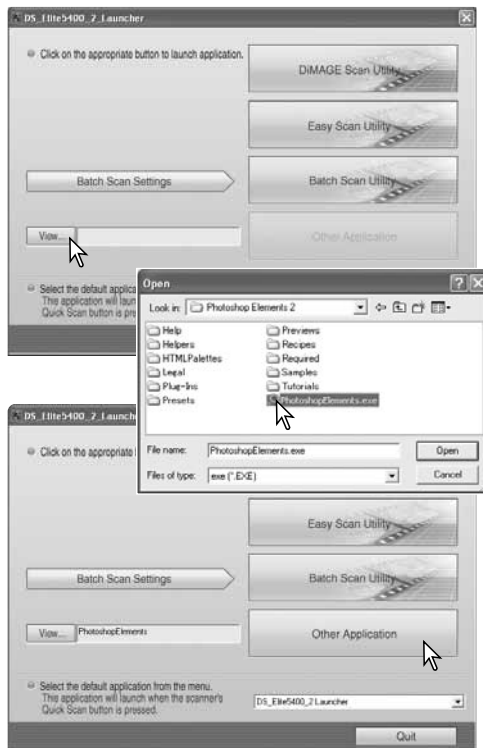 DS_Elite5400_2 Launcher
Click on the appropriate button to launch application.
DiMAGE Scan Utility
Easy Scan Utility
Batch Scan Settings
Batch Scan Utility
View...
Other Application
Select the default applica
This application will laun
Quick Scan button is pre
Open
Look in: Photoshop Elements 2
Help
Helpers
HTMLPalettes
Legal
Plug-Ins
Presets
Previews
Recipes
Required
Samples
Tutorials
PhotoshopElements.exe
File name: PhotoshopElements.exe
Open
Files of type: exe (*.EXE)
Cancel
DS_Elite5400_2 Launche
Click on the appropriate
Easy Scan Utility
Batch Scan Settings
Batch Scan Utility
View... PhotoshopElements
Other Application
Select the default application from the menu.
This application will launch when the scanner's
Quick Scan button is pressed.
DS_Elite5400_2 Launcher
Quit